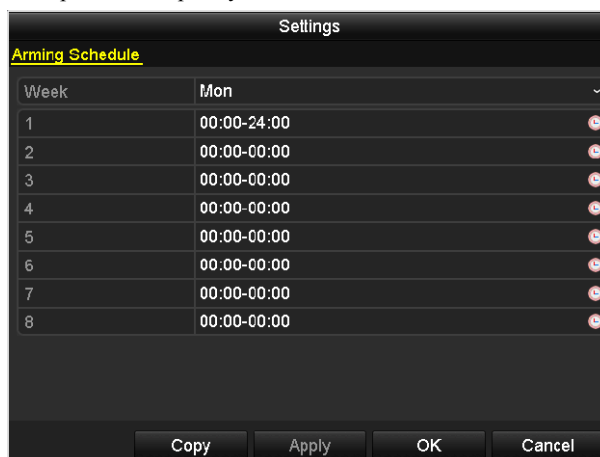 Settings
Arming Schedule
Week Mon
1 00:00-24:00
2 00:00-00:00
3 00:00-00:00
4 00:00-00:00
5 00:00-00:00
6 00:00-00:00
7 00:00-00:00
8 00:00-00:00
Copy Apply OK Cancel